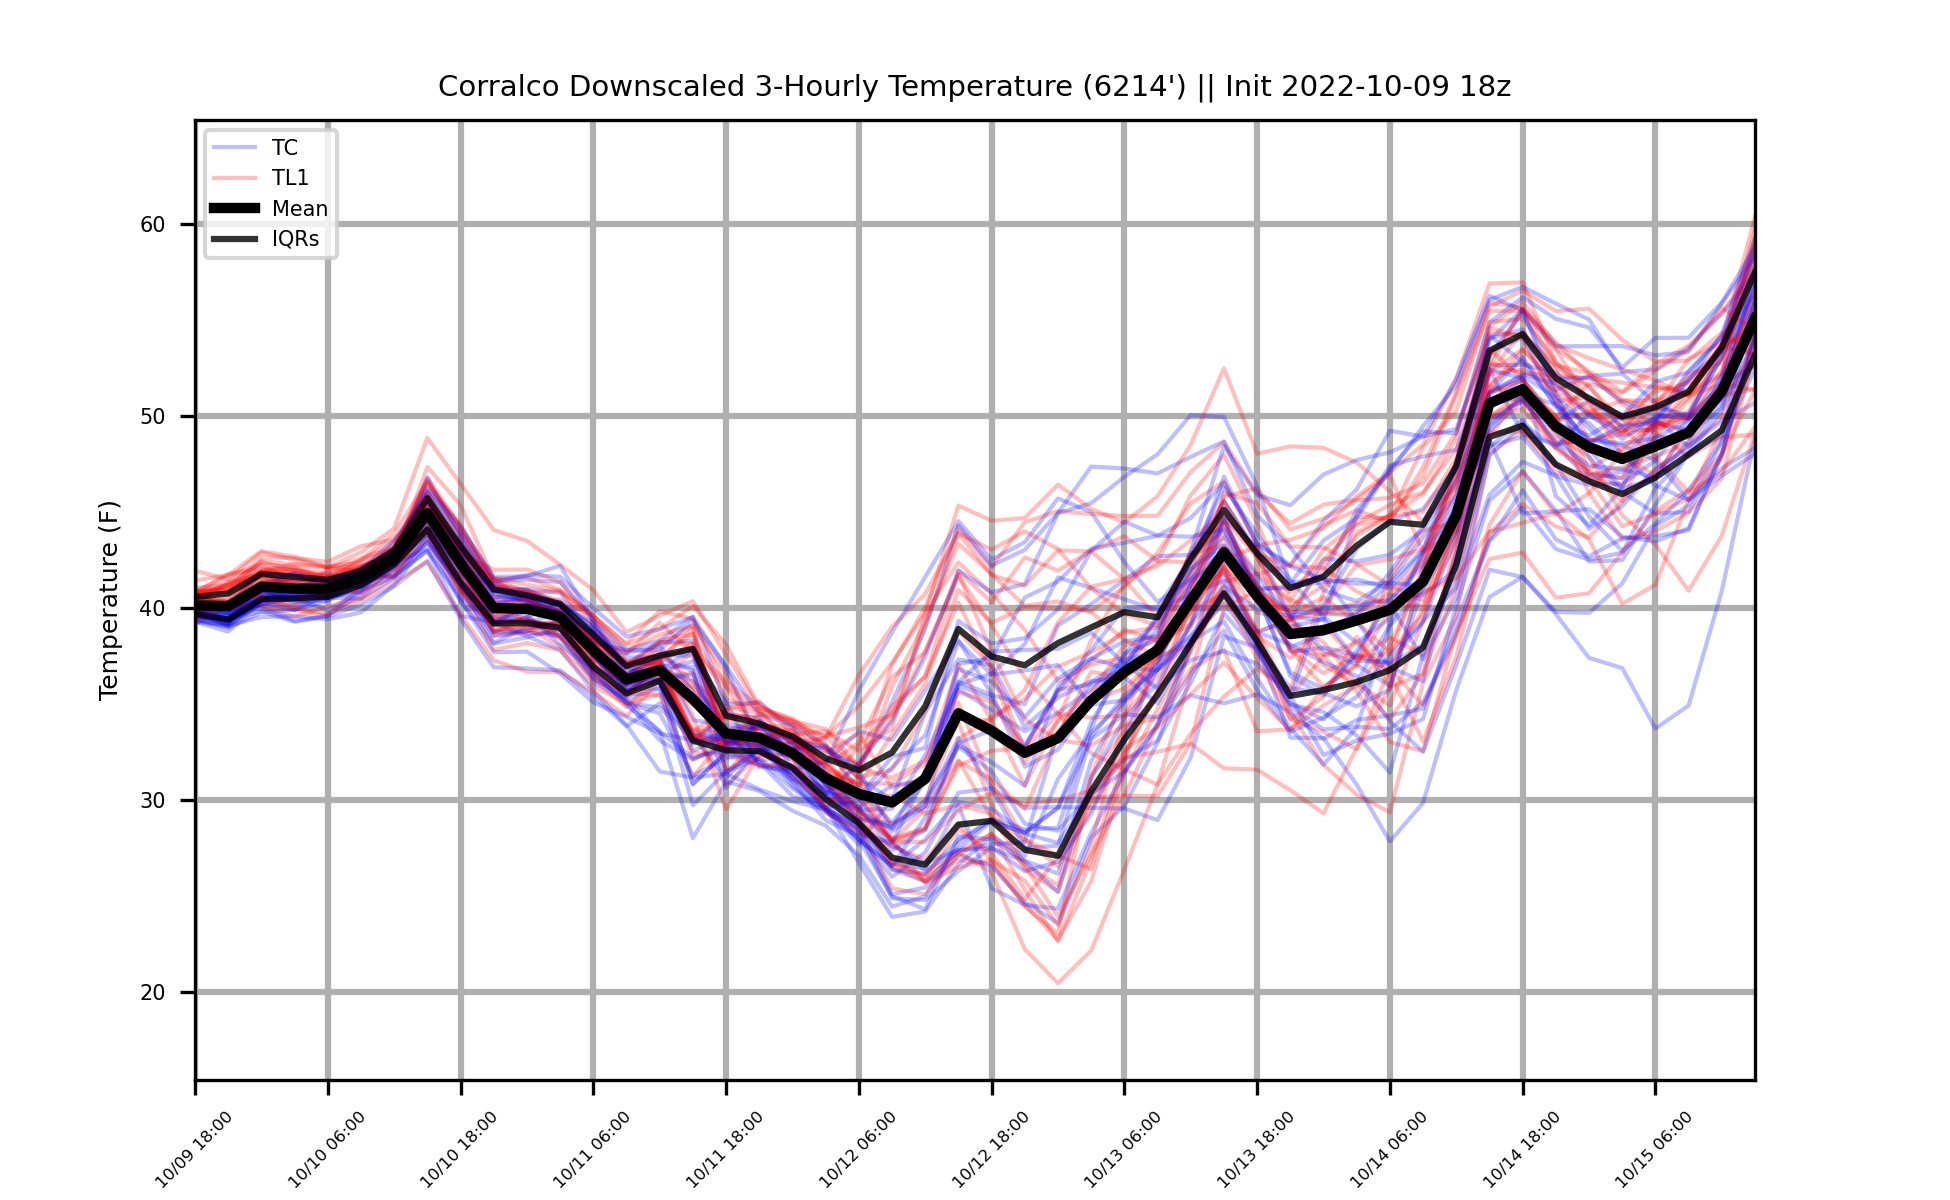 Corralco Downscaled 3-Hourly Temperature (6214') || Init 2022-10-09 18z
TC
TL1
Mean
IQRs
Temperature (F)
60
50
40
30
20
10/09 18:00
10/10 06:00
10/10 18:00
10/11 06:00
10/11 18:00
10/12 06:00
10/12 18:00
10/13 06:00
10/13 18:00
10/14 06:00
10/14 18:00
10/15 06:00